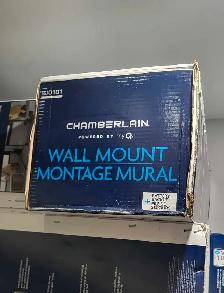 CHAMBERLAIN
POWERED BY myQ
WALL MOUNT
MONTAGE MURAL